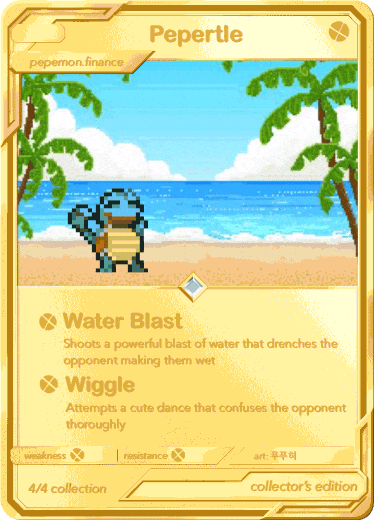 Pepertle
pepemon.finance
Water Blast
Shoots a powerful blast of water that drenches the
opponent making them wet
Wiggle
Attempts a cute dance that confuses the opponent
thoroughly
weakness
resistance
art: 푸푸히
4/4 collection
collector's edition